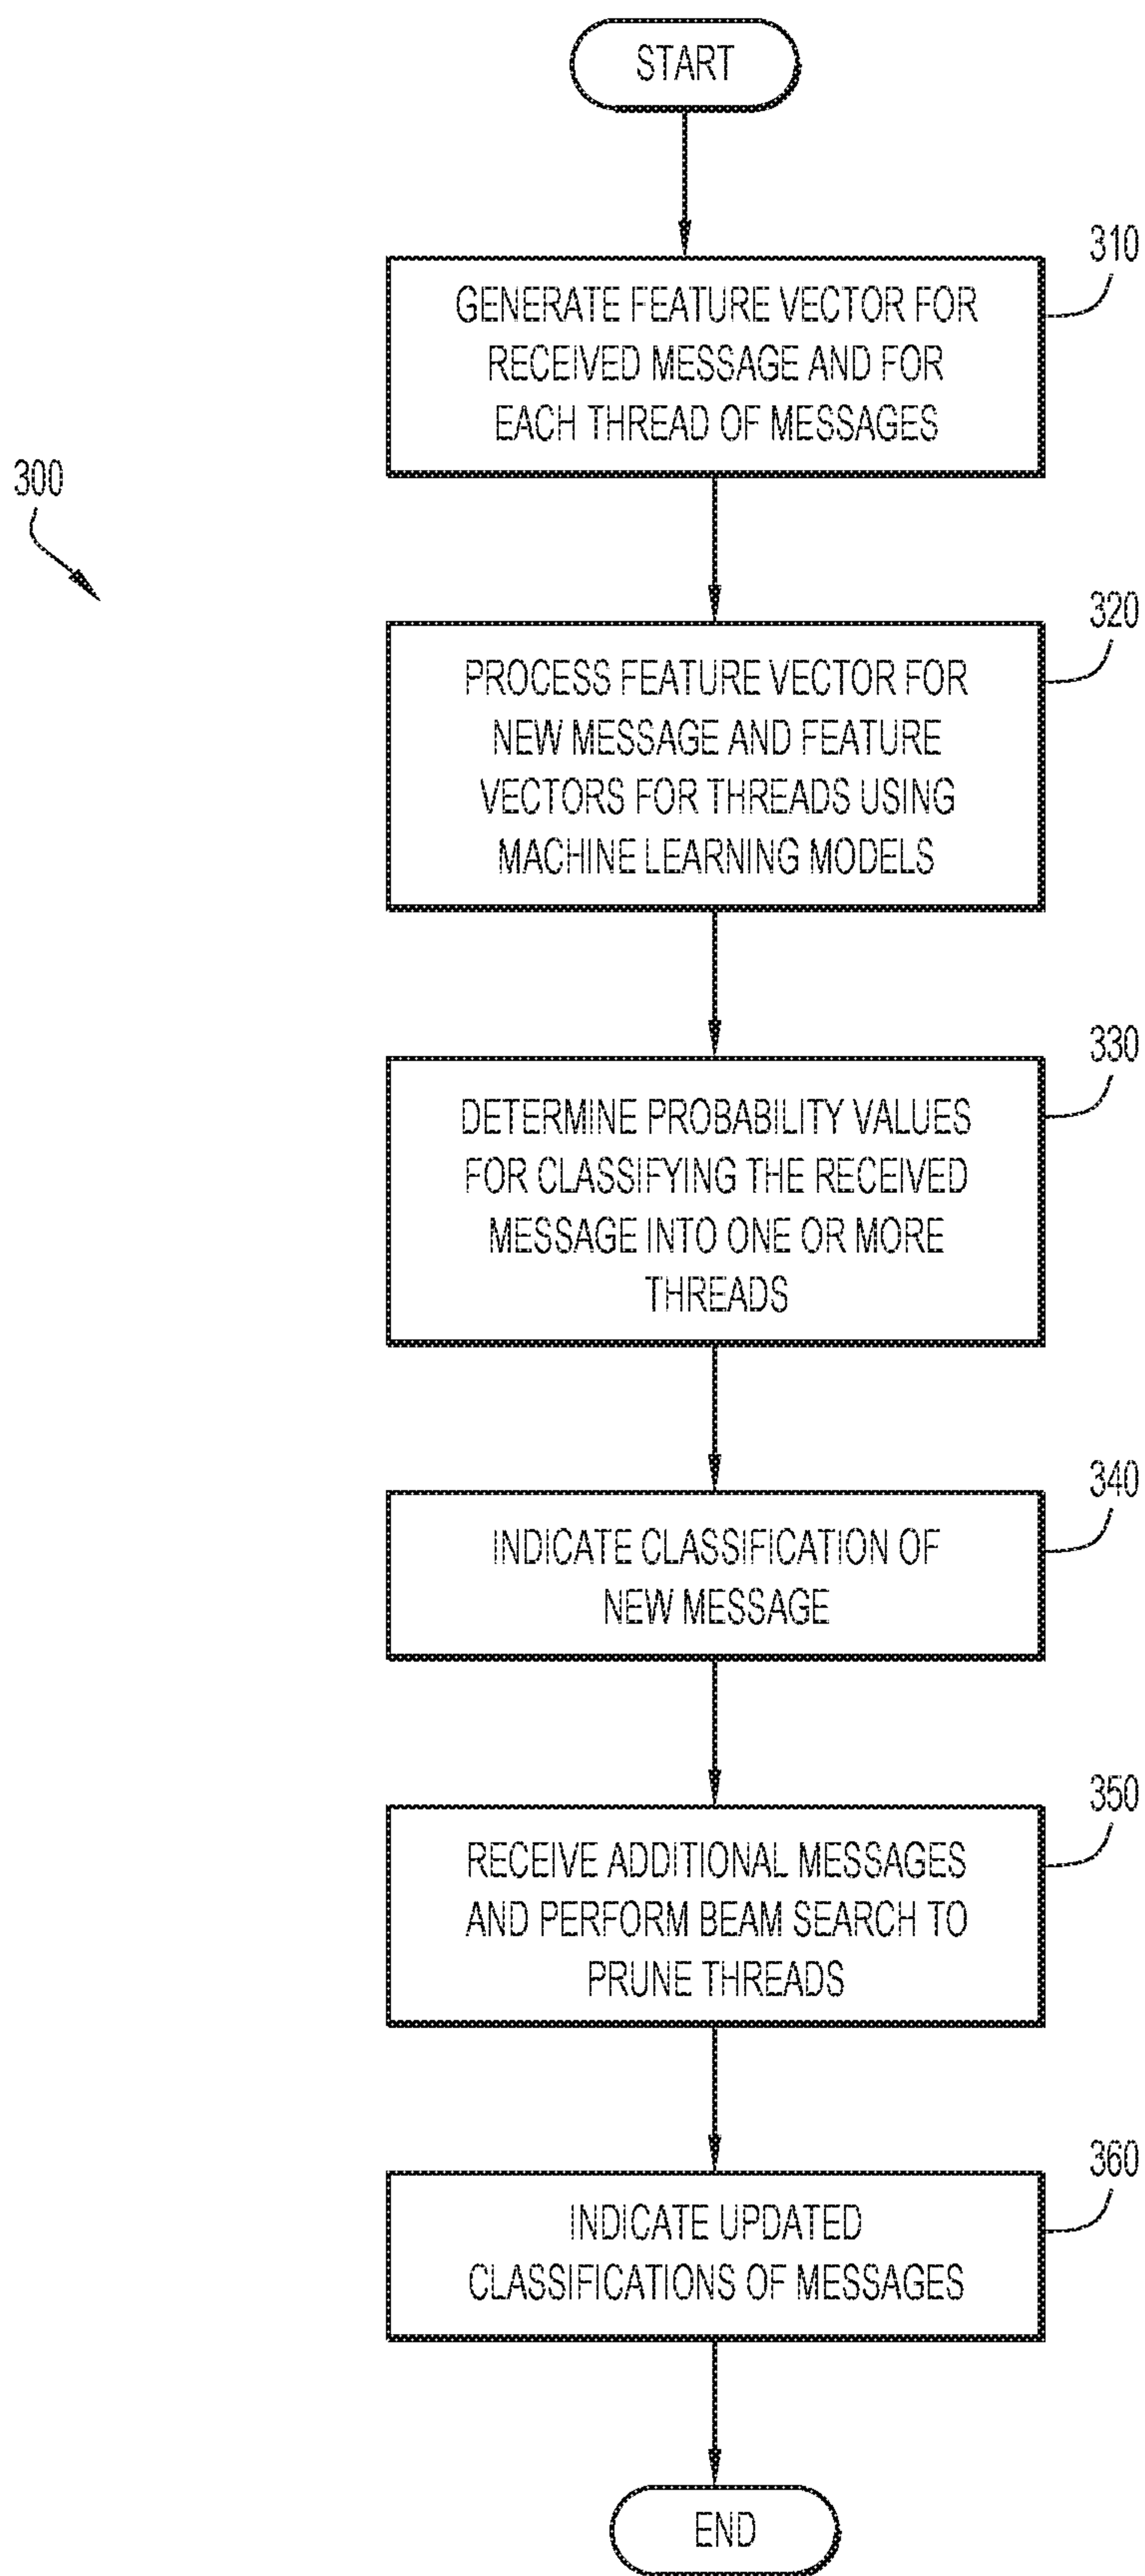 START
310
GENERATE FEATURE VECTOR FOR
RECEIVED MESSAGE AND FOR
EACH THREAD OF MESSAGES
300
320
PROCESS FEATURE VECTOR FOR
NEW MESSAGE AND FEATURE
VECTORS FOR THREADS USING
MACHINE LEARNING MODELS
330
DETERMINE PROBABILITY VALUES
FOR CLASSIFYING THE RECEIVED
MESSAGE INTO ONE OR MORE
THREADS
340
INDICATE CLASSIFICATION OF
NEW MESSAGE
350
RECEIVE ADDITIONAL MESSAGES
AND PERFORM BEAM SEARCH TO
PRUNE THREADS
360
INDICATE UPDATED
CLASSIFICATIONS OF MESSAGES
END